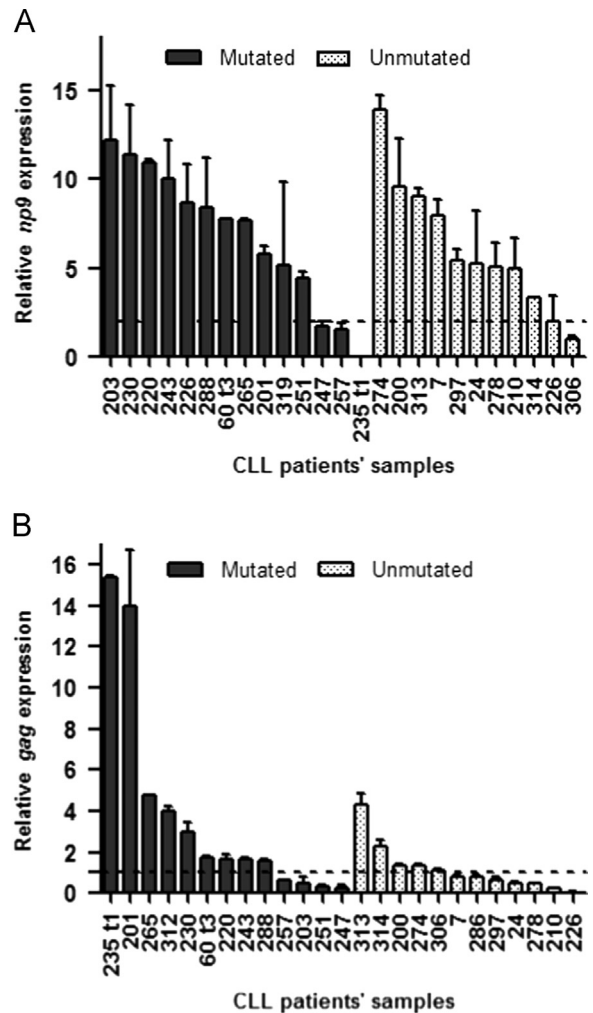 A
Mutated Unmutated
Relative np9 expression
15
10
5
0
203 230 220 243 226 288 60 t3 265 201 319 251 247 257 235 t1 274 200 313 7 297 24 278 210 314 226 306
CLL patients' samples
B
Mutated Unmutated
Relative gag expression
16
14
12
10
8
6
4
2
0
235 t1 201 265 312 230 60 t3 220 243 288 257 203 251 247 313 314 200 274 306 7 286 297 24 278 210 226
CLL patients' samples